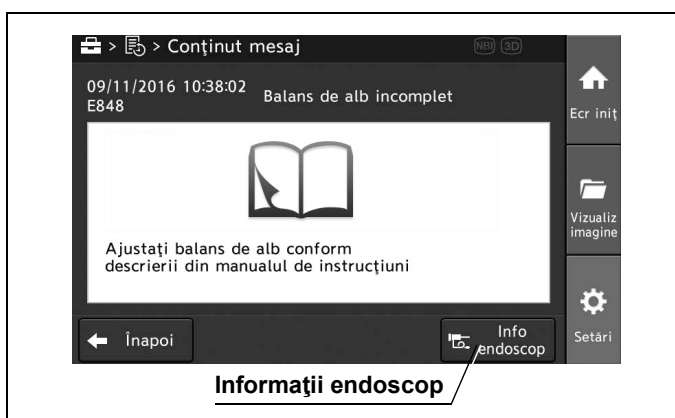 > > Conţinut mesaj NBI 3D
09/11/2016 10:38:02
E848
Balans de alb incomplet
Ecr iniţ
Ajustaţi balans de alb conform
descrierii din manualul de instrucţiuni
Vizualiz
imagine
Înapoi
Info
endoscop
Setări
Informaţii endoscop